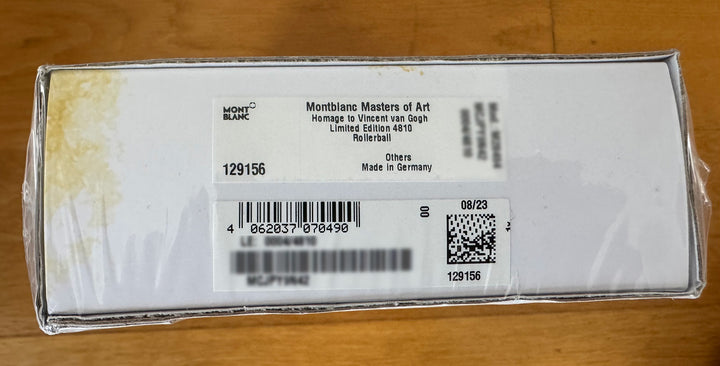 MONT
BLANC
Montblanc Masters of Art
Homage to Vincent van Gogh
Limited Edition 4810
Rollerball
Others
Made in Germany
129156
4 062037 070490
00
08/23
129156